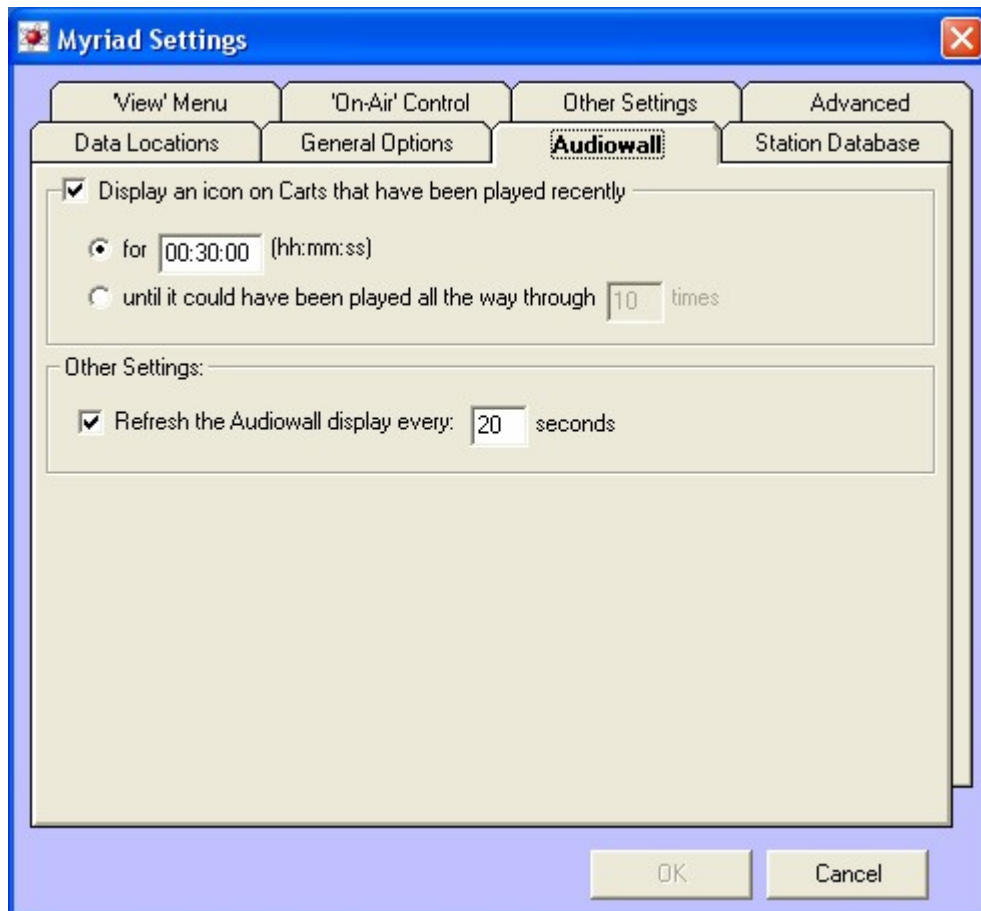 Myriad Settings
'View' Menu 'On-Air' Control Other Settings Advanced
Data Locations General Options Audiowall Station Database
Display an icon on Carts that have been played recently
for 00:30:00 (hh:mm:ss)
until it could have been played all the way through 10 times
Other Settings:
Refresh the Audiowall display every: 20 seconds
OK Cancel